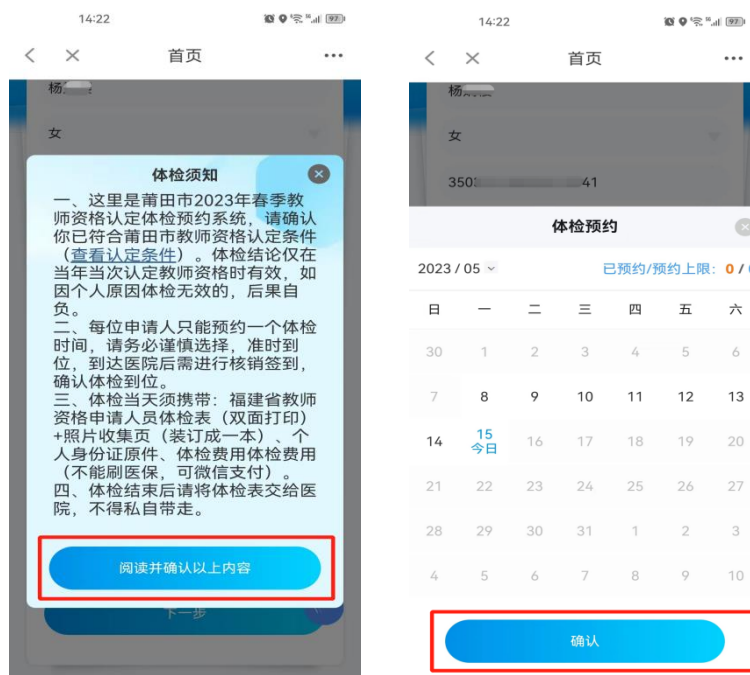 14:22
97
首页
杨
女
体检须知
一、这里是莆田市2023年春季教
师资格认定体检预约系统，请确认
你已符合莆田市教师资格认定条件
（查看认定条件）。体检结论仅在
当年当次认定教师资格时有效，如
因个人原因体检无效的，后果自
负。
二、每位申请人只能预约一个体检
时间，请务必谨慎选择，准时到
位，到达医院后需进行核销签到，
确认体检到位。
三、体检当天须携带：福建省教师
资格申请人员体检表（双面打印）
+照片收集页（装订成一本）、个
人身份证原件、体检费用体检费用
（不能刷医保，可微信支付）。
四、体检结束后请将体检表交给医
院，不得私自带走。
阅读并确认以上内容
下一步
14:22
97
首页
杨
女
350 41
体检预约
2023 / 05 已预约/预约上限：0 /
日 一 二 三 四 五 六
30 1 2 3 4 5 6
7 8 9 10 11 12 13
14 15 16 17 18 19 20
今日
21 22 23 24 25 26 27
28 29 30 31 1 2 3
4 5 6 7 8 9 10
确认